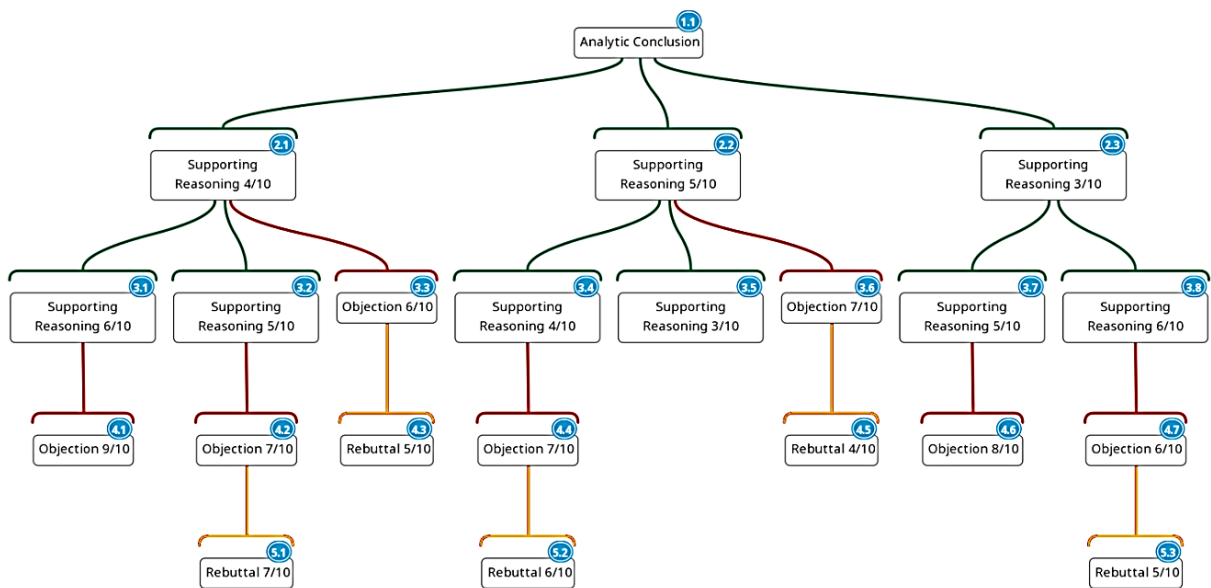 1.1
Analytic Conclusion
2.1
Supporting
Reasoning 4/10
2.2
Supporting
Reasoning 5/10
2.3
Supporting
Reasoning 3/10
3.1
Supporting
Reasoning 6/10
3.2
Supporting
Reasoning 5/10
3.3
Objection 6/10
3.4
Supporting
Reasoning 4/10
3.5
Supporting
Reasoning 3/10
3.6
Objection 7/10
3.7
Supporting
Reasoning 5/10
3.8
Supporting
Reasoning 6/10
4.1
Objection 9/10
4.2
Objection 7/10
4.3
Rebuttal 5/10
4.4
Objection 7/10
4.5
Rebuttal 4/10
4.6
Objection 8/10
4.7
Objection 6/10
5.1
Rebuttal 7/10
5.2
Rebuttal 6/10
5.3
Rebuttal 5/10